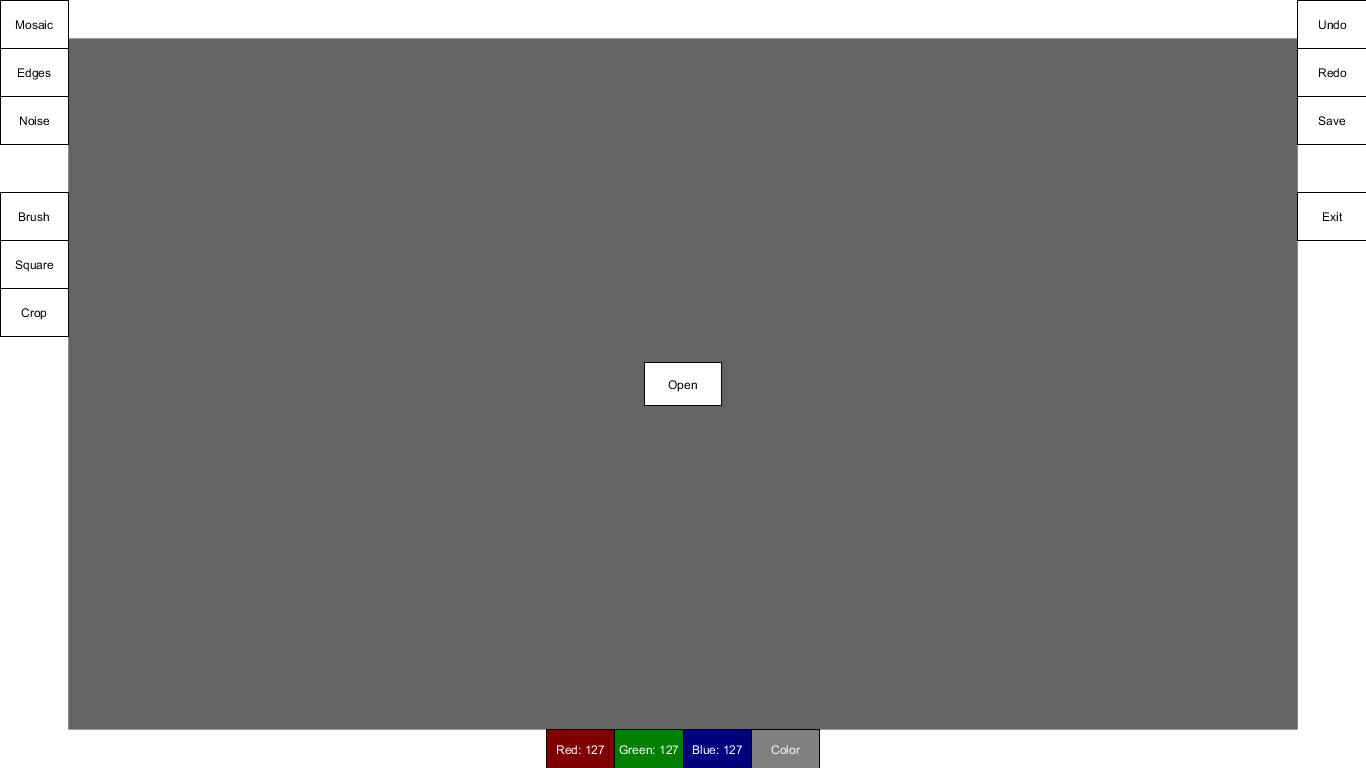 Mosaic
Edges
Noise
Brush
Square
Crop
Open
Undo
Redo
Save
Exit
Red: 127
Green: 127
Blue: 127
Color